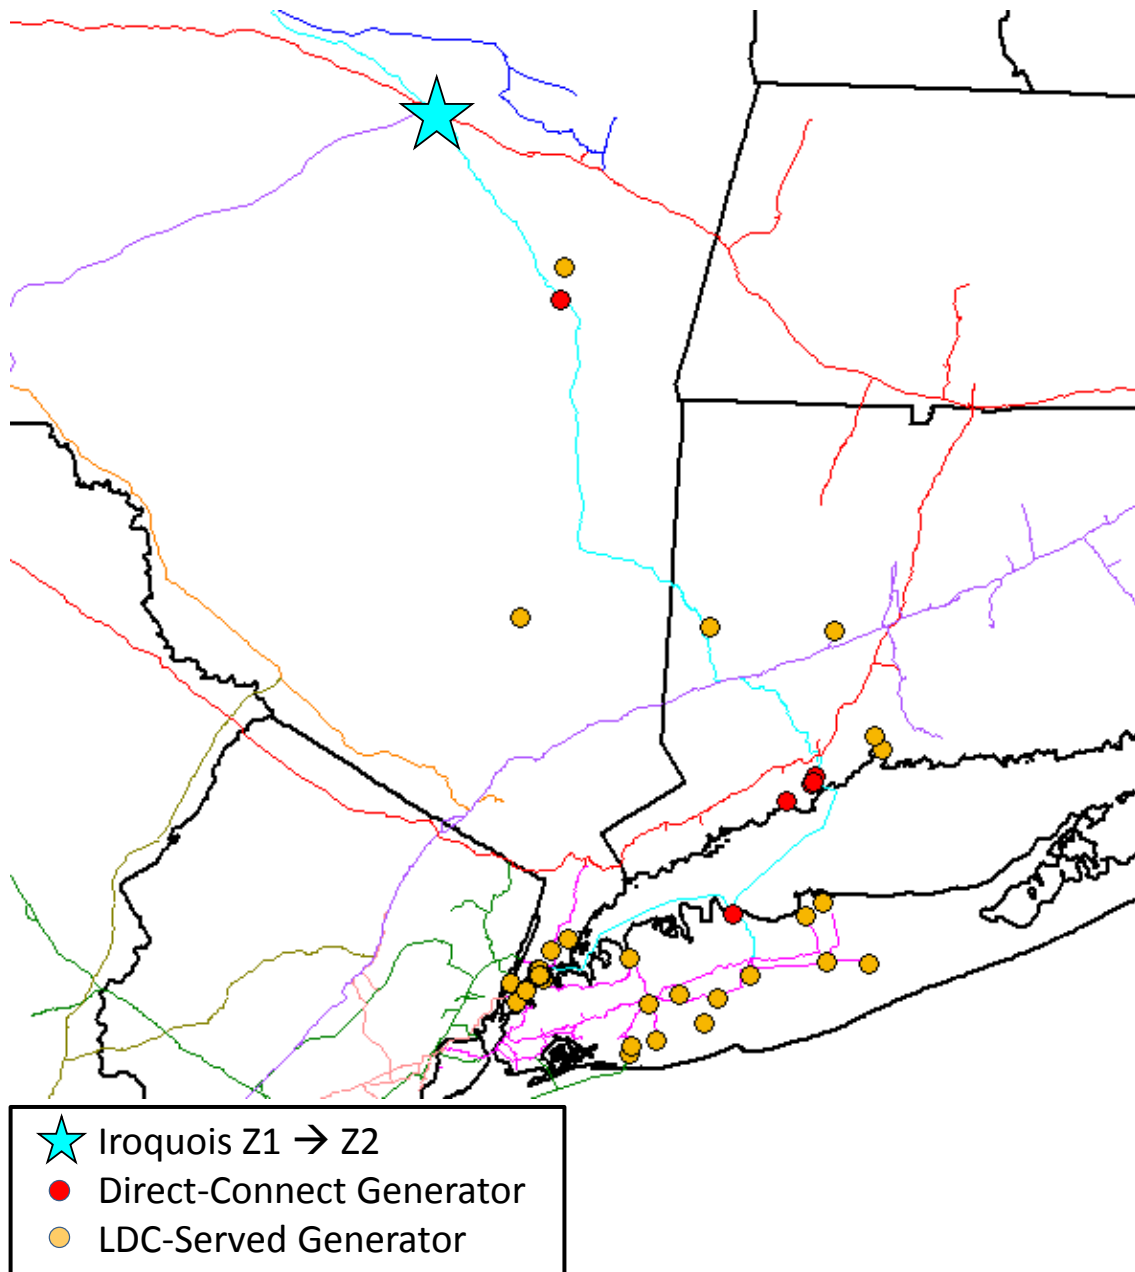 Iroquois Z1 → Z2
Direct-Connect Generator
LDC-Served Generator